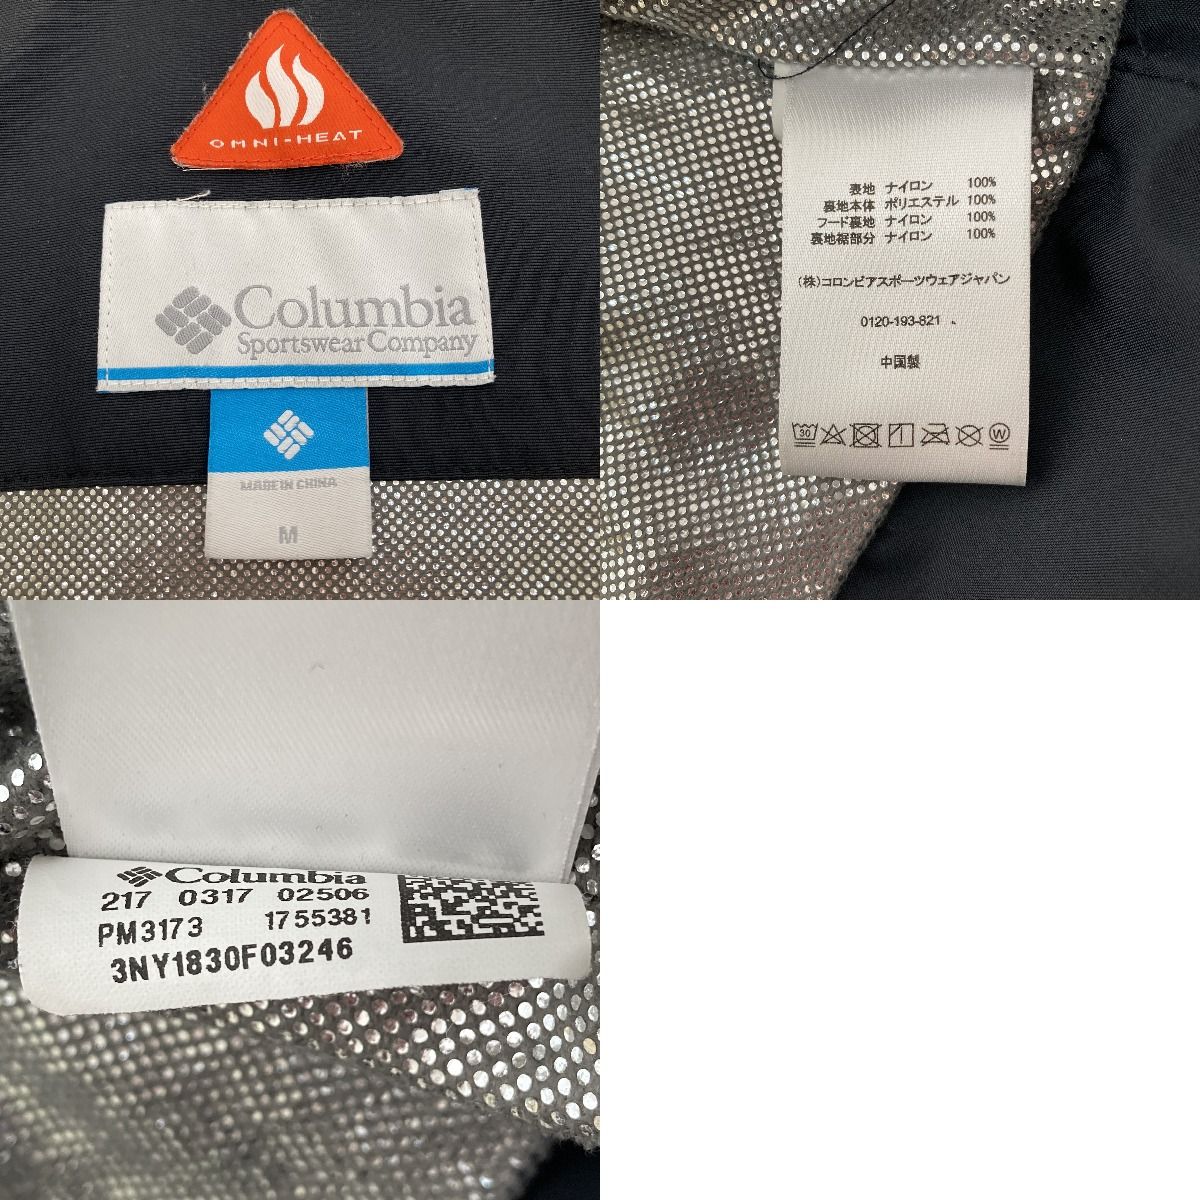 OMNI-HEAT
Columbia
Sportswear Company
MADE IN CHINA
M
表地 ナイロン 100%
裏地本体 ポリエステル 100%
フード裏地 ナイロン 100%
裏地裾部分 ナイロン 100%
(株)コロンビアスポーツウェアジャパン
0120-193-821
中国製
30 W
Columbia
217 0317 02506
PM3173 1755381
3NY1830F03246